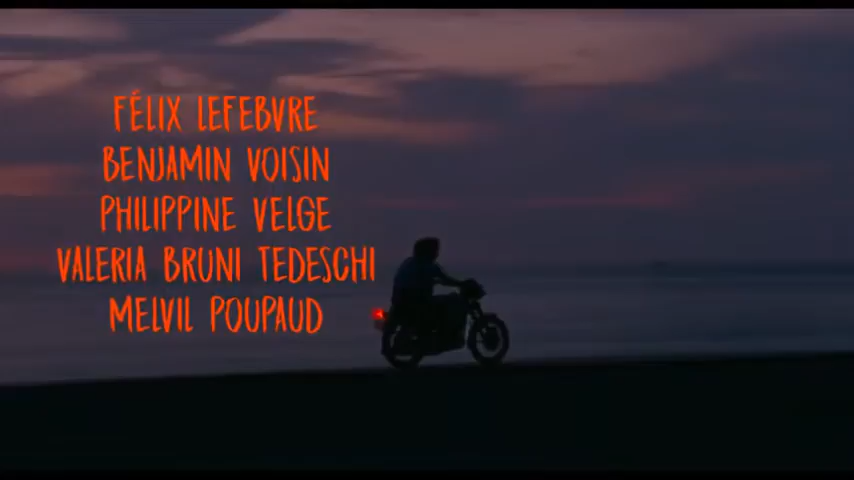 FÉLIX LEFEBVRE
BENJAMIN VOISIN
PHILIPPINE VELGE
VALERIA BRUNI TEDESCHI
MELVIL POUPAUD